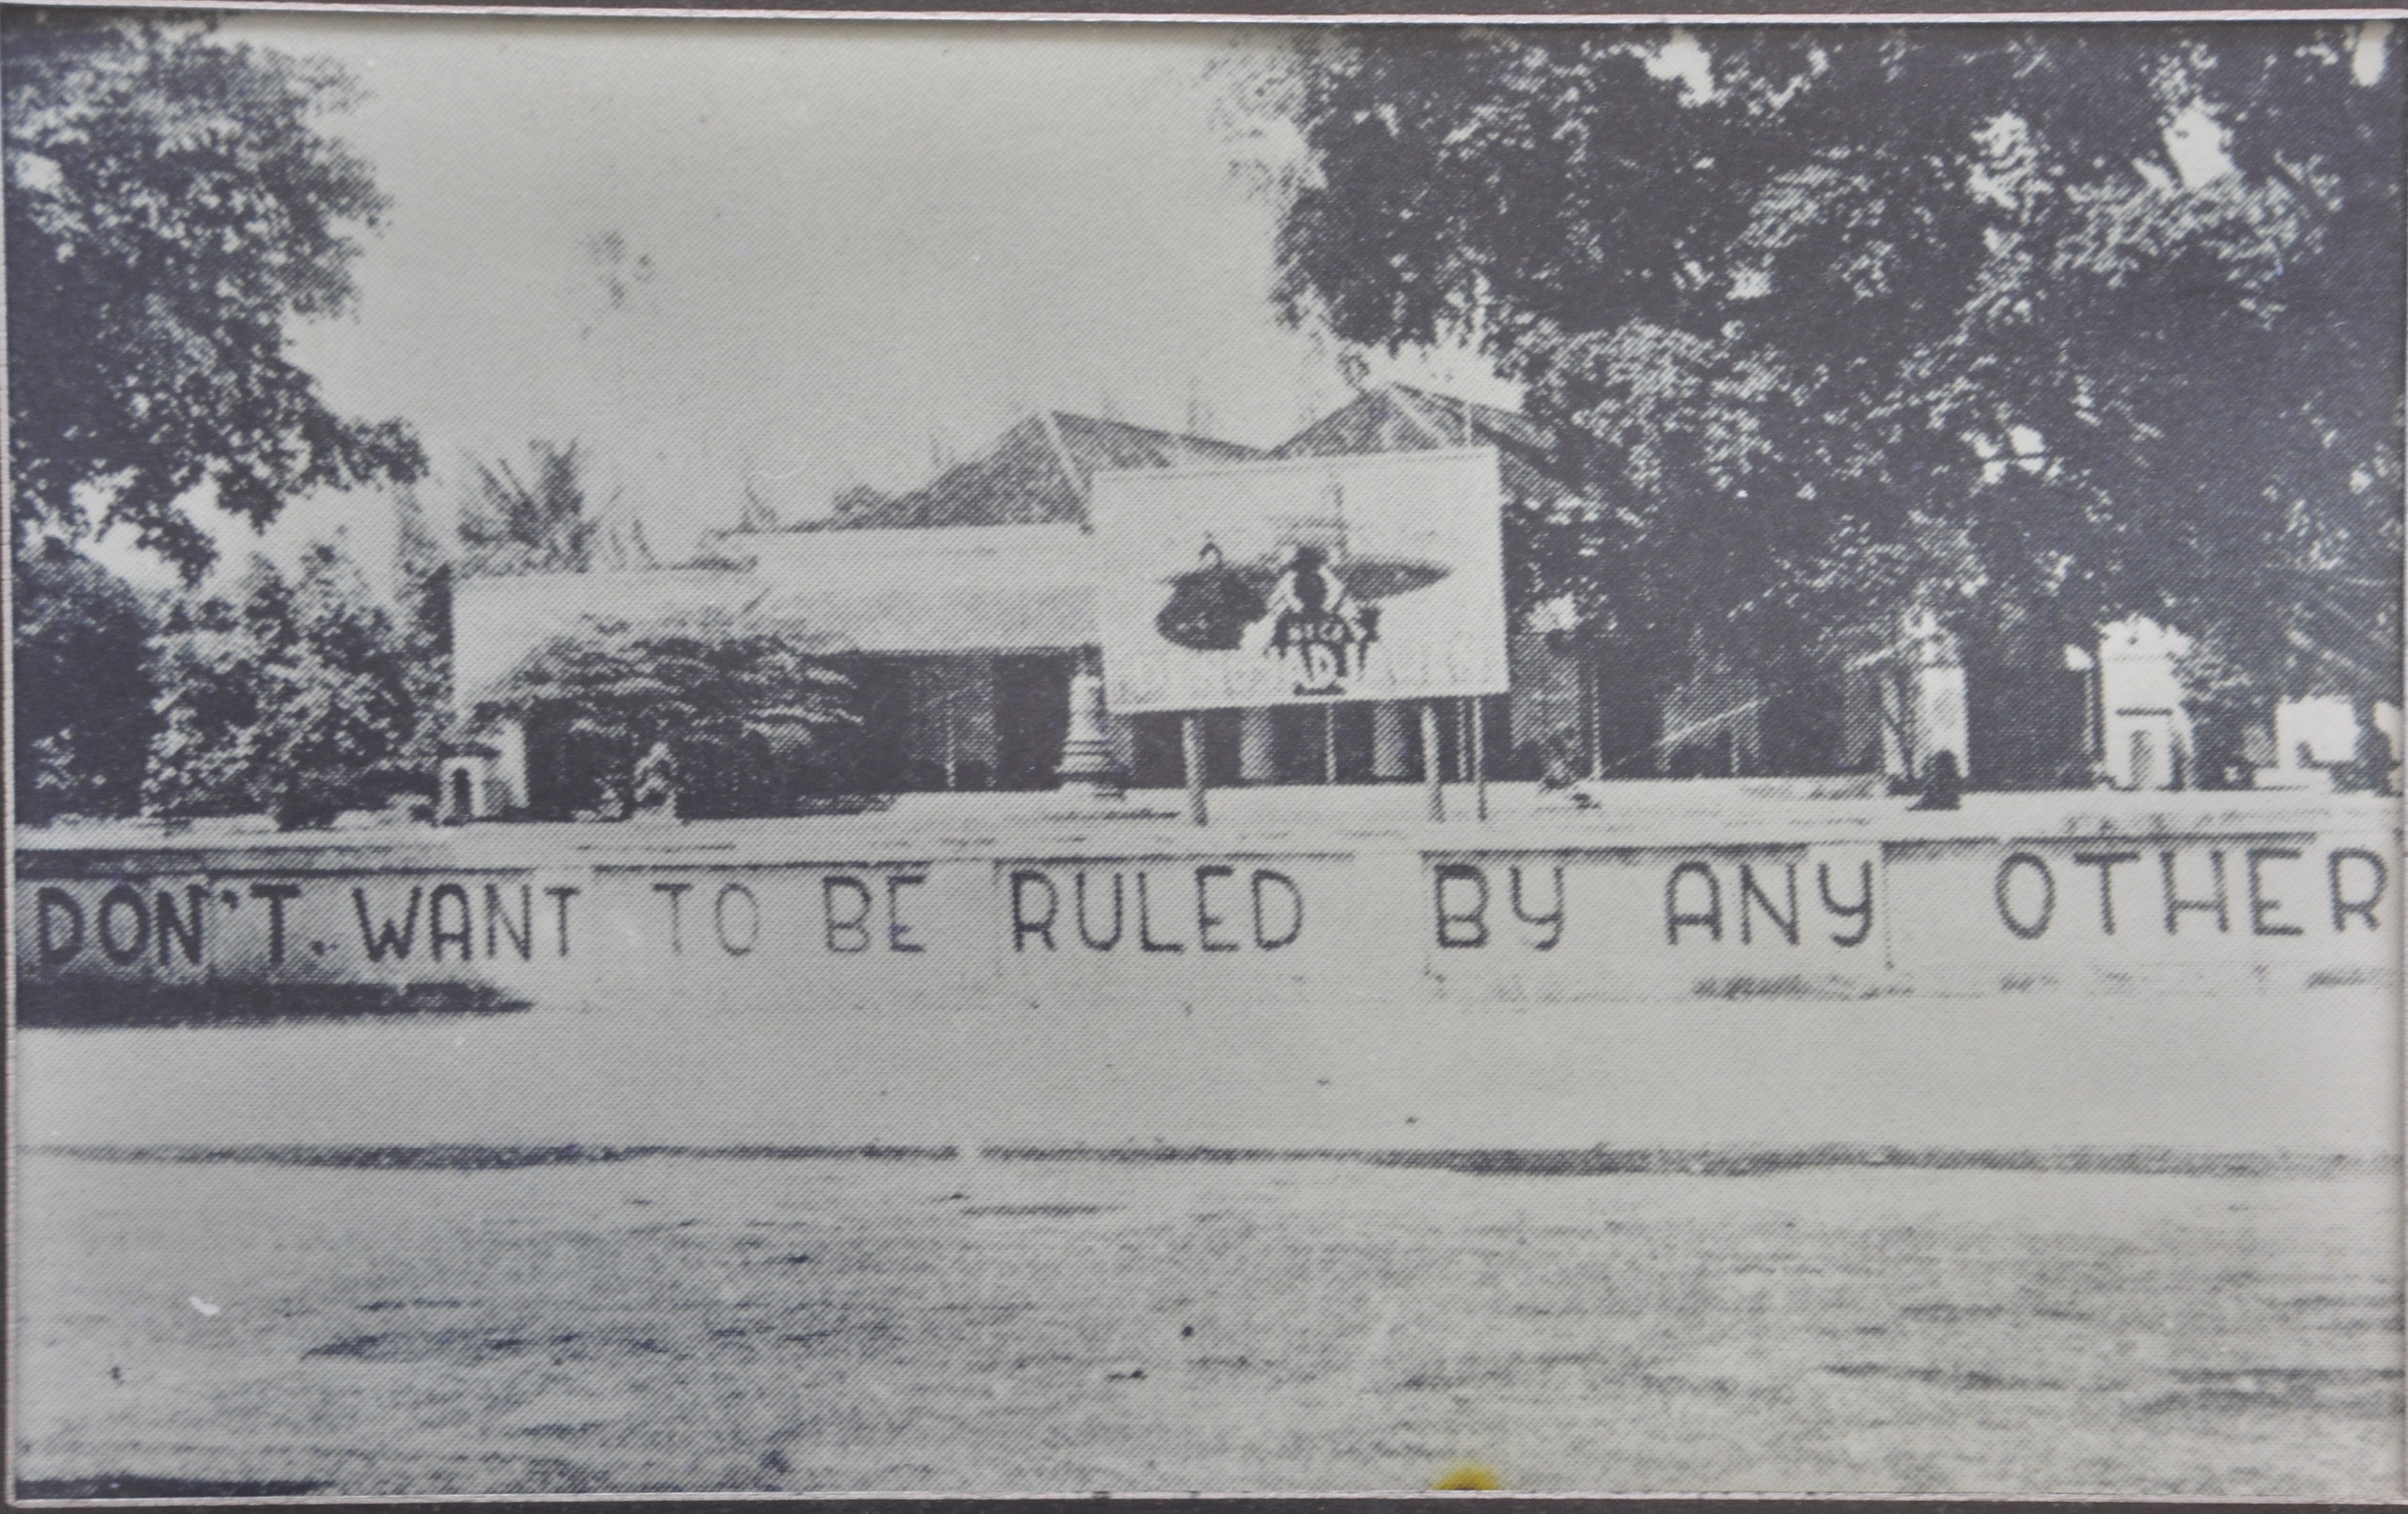 DON'T WANT TO BE RULED BY ANY OTHER